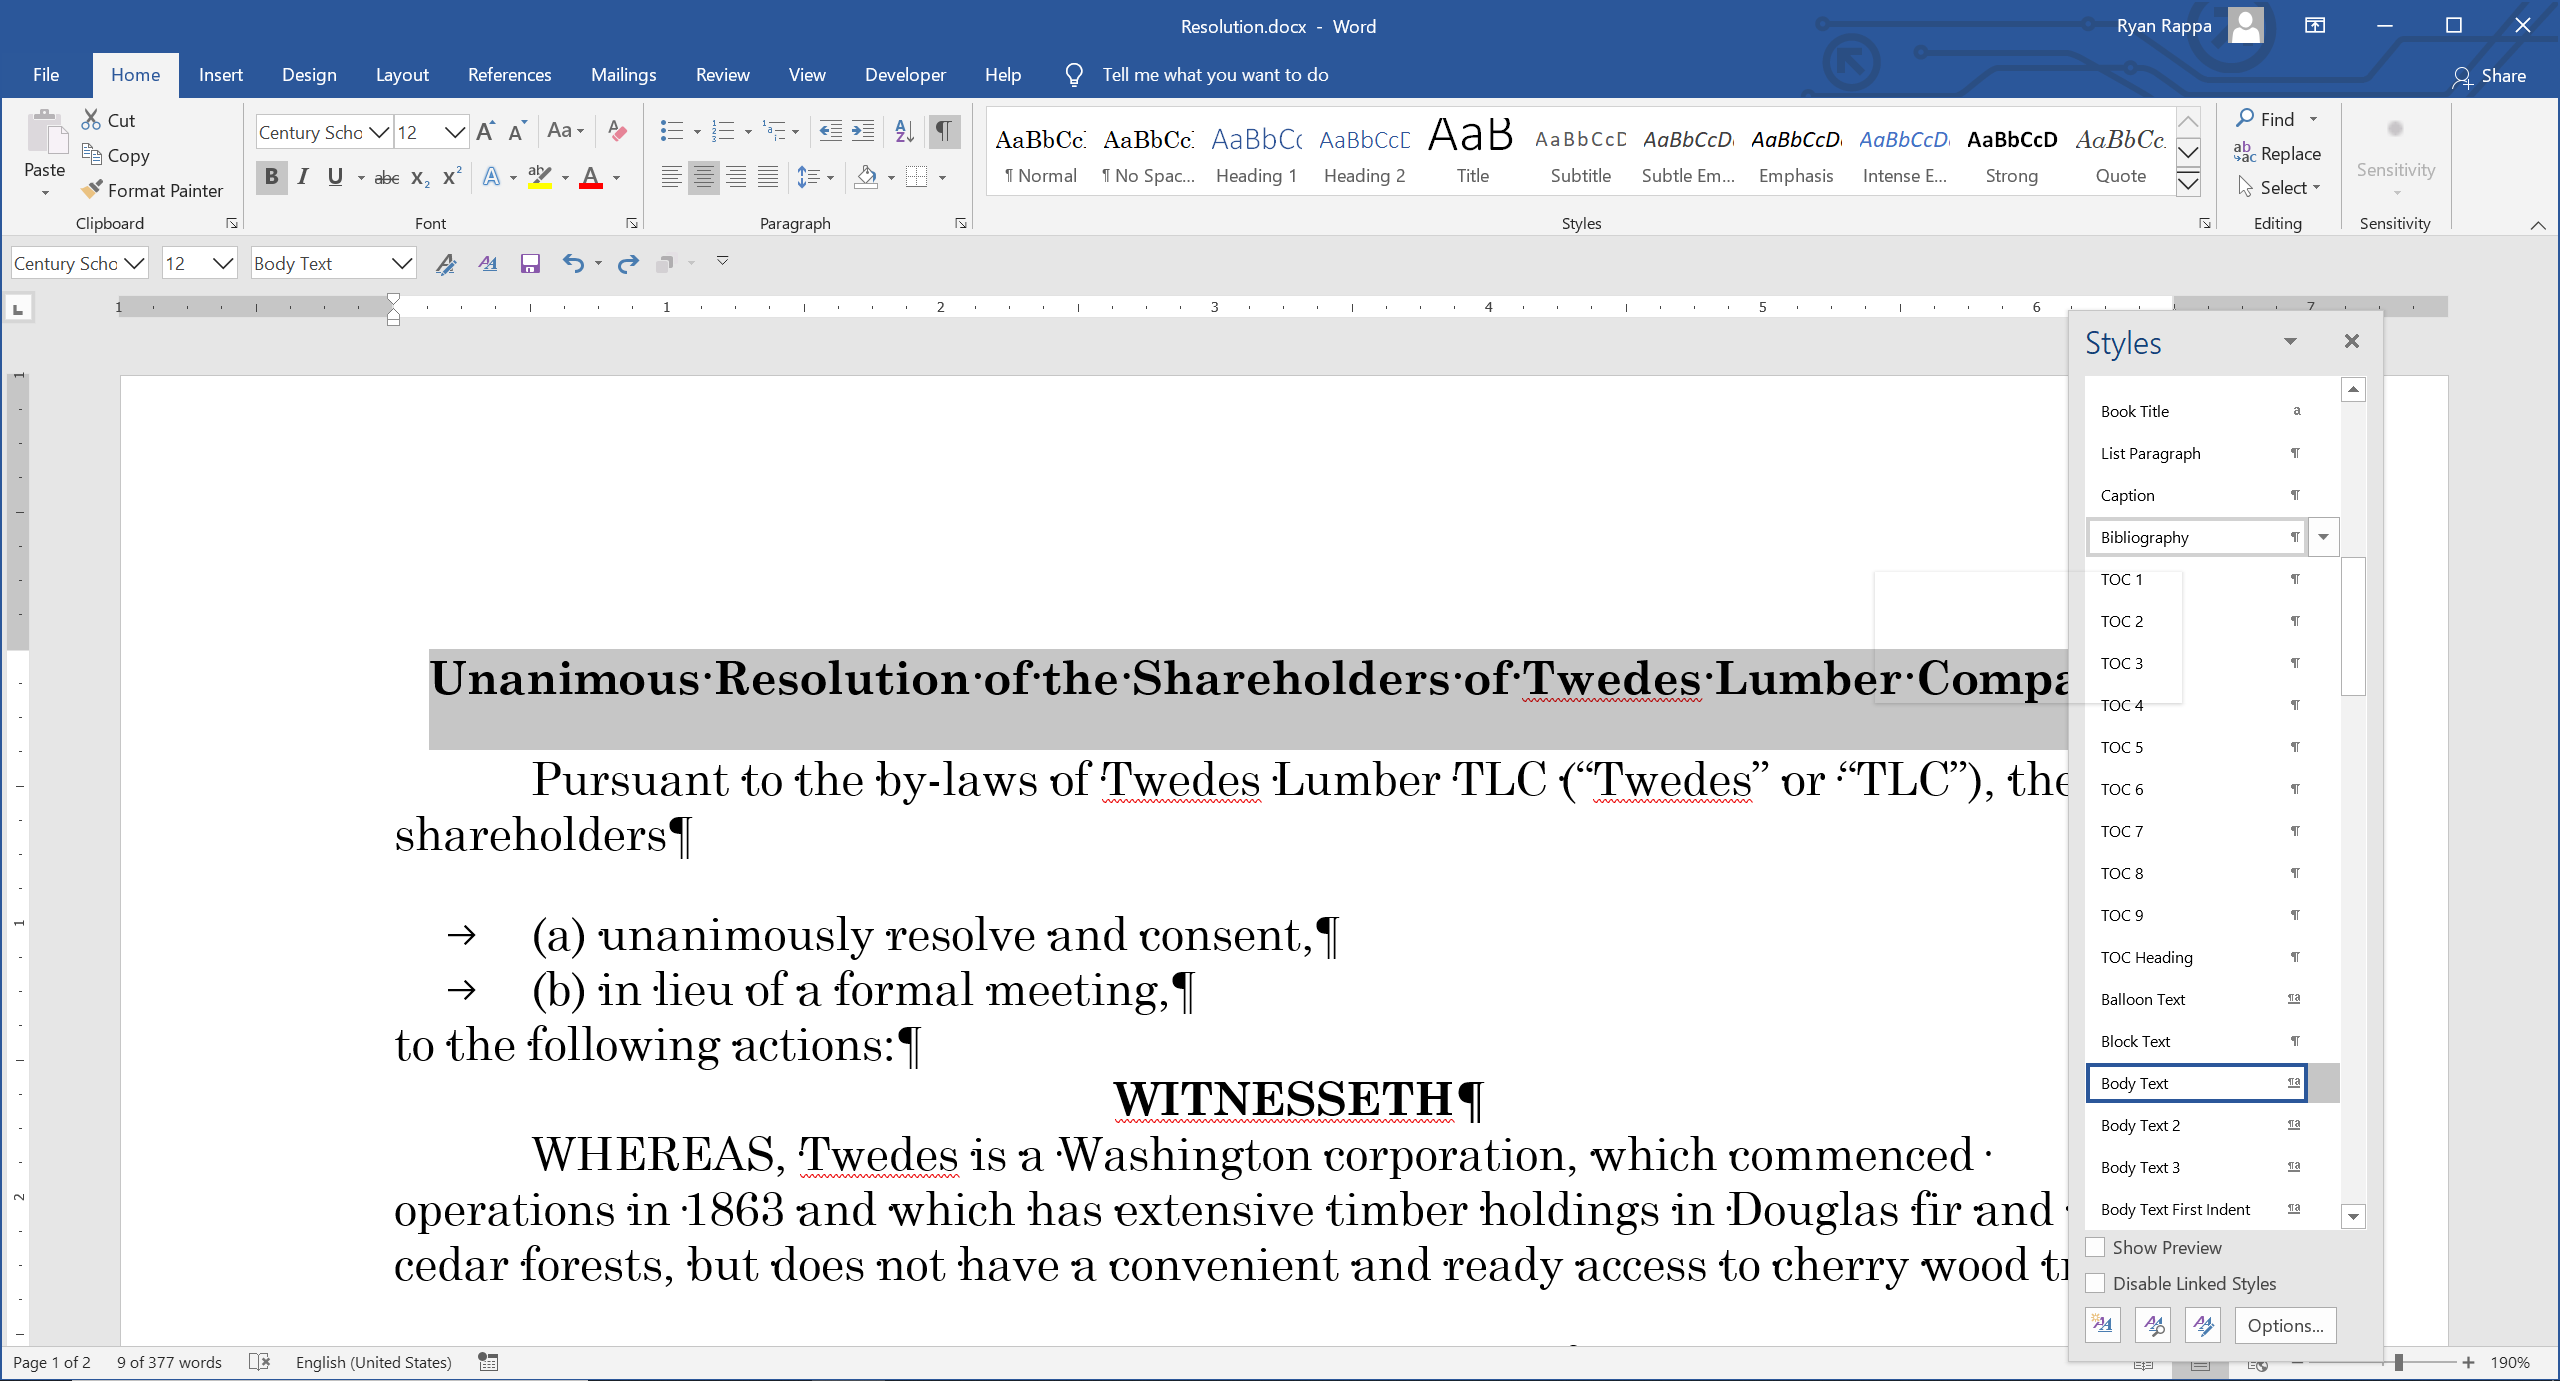 Resolution.docx - Word
Ryan Rappa
File Home Insert Design Layout References Mailings Review View Developer Help Tell me what you want to do
Share
Paste
Cut
Copy
Format Painter
Clipboard
Century Scho 12
Aa
B I U abc X₂ X² A ab A
Font
Paragraph
AaBbCc AaBbCc AaBbCc AaBbCcD AaB AaBbCcD AaBbCcD AaBbCcD AaBbCcD AaBbCcD AaBbCc
¶ Normal ¶ No Spac... Heading 1 Heading 2 Title Subtitle Subtle Em... Emphasis Intense E... Strong Quote
Styles
Find
Replace
Select
Editing
Sensitivity
Sensitivity
Century Scho 12 Body Text
1 1 2 3 4 5 6 7
Unanimous·Resolution·of·the·Shareholders·of·Twedes·Lumber·Compa
Pursuant·to·the·by-laws·of·Twedes·Lumber·TLC·(“Twedes”·or·“TLC”),·the
shareholders¶
→ (a)·unanimously·resolve·and·consent,¶
→ (b)·in·lieu·of·a·formal·meeting,¶
to·the·following·actions:¶
WITNESSETH¶
WHEREAS,·Twedes·is·a·Washington·corporation,·which·commenced·
operations·in·1863·and·which·has·extensive·timber·holdings·in·Douglas·fir·and·
cedar·forests,·but·does·not·have·a·convenient·and·ready·access·to·cherry·wood·tr
1
1
2
Styles
Book Title a
List Paragraph ¶
Caption ¶
Bibliography ¶
TOC 1 ¶
TOC 2 ¶
TOC 3 ¶
TOC 4 ¶
TOC 5 ¶
TOC 6 ¶
TOC 7 ¶
TOC 8 ¶
TOC 9 ¶
TOC Heading ¶
Balloon Text ¶a
Block Text ¶
Body Text ¶a
Body Text 2 ¶a
Body Text 3 ¶a
Body Text First Indent ¶a
Show Preview
Disable Linked Styles
Options...
Page 1 of 2 9 of 377 words English (United States)
190%